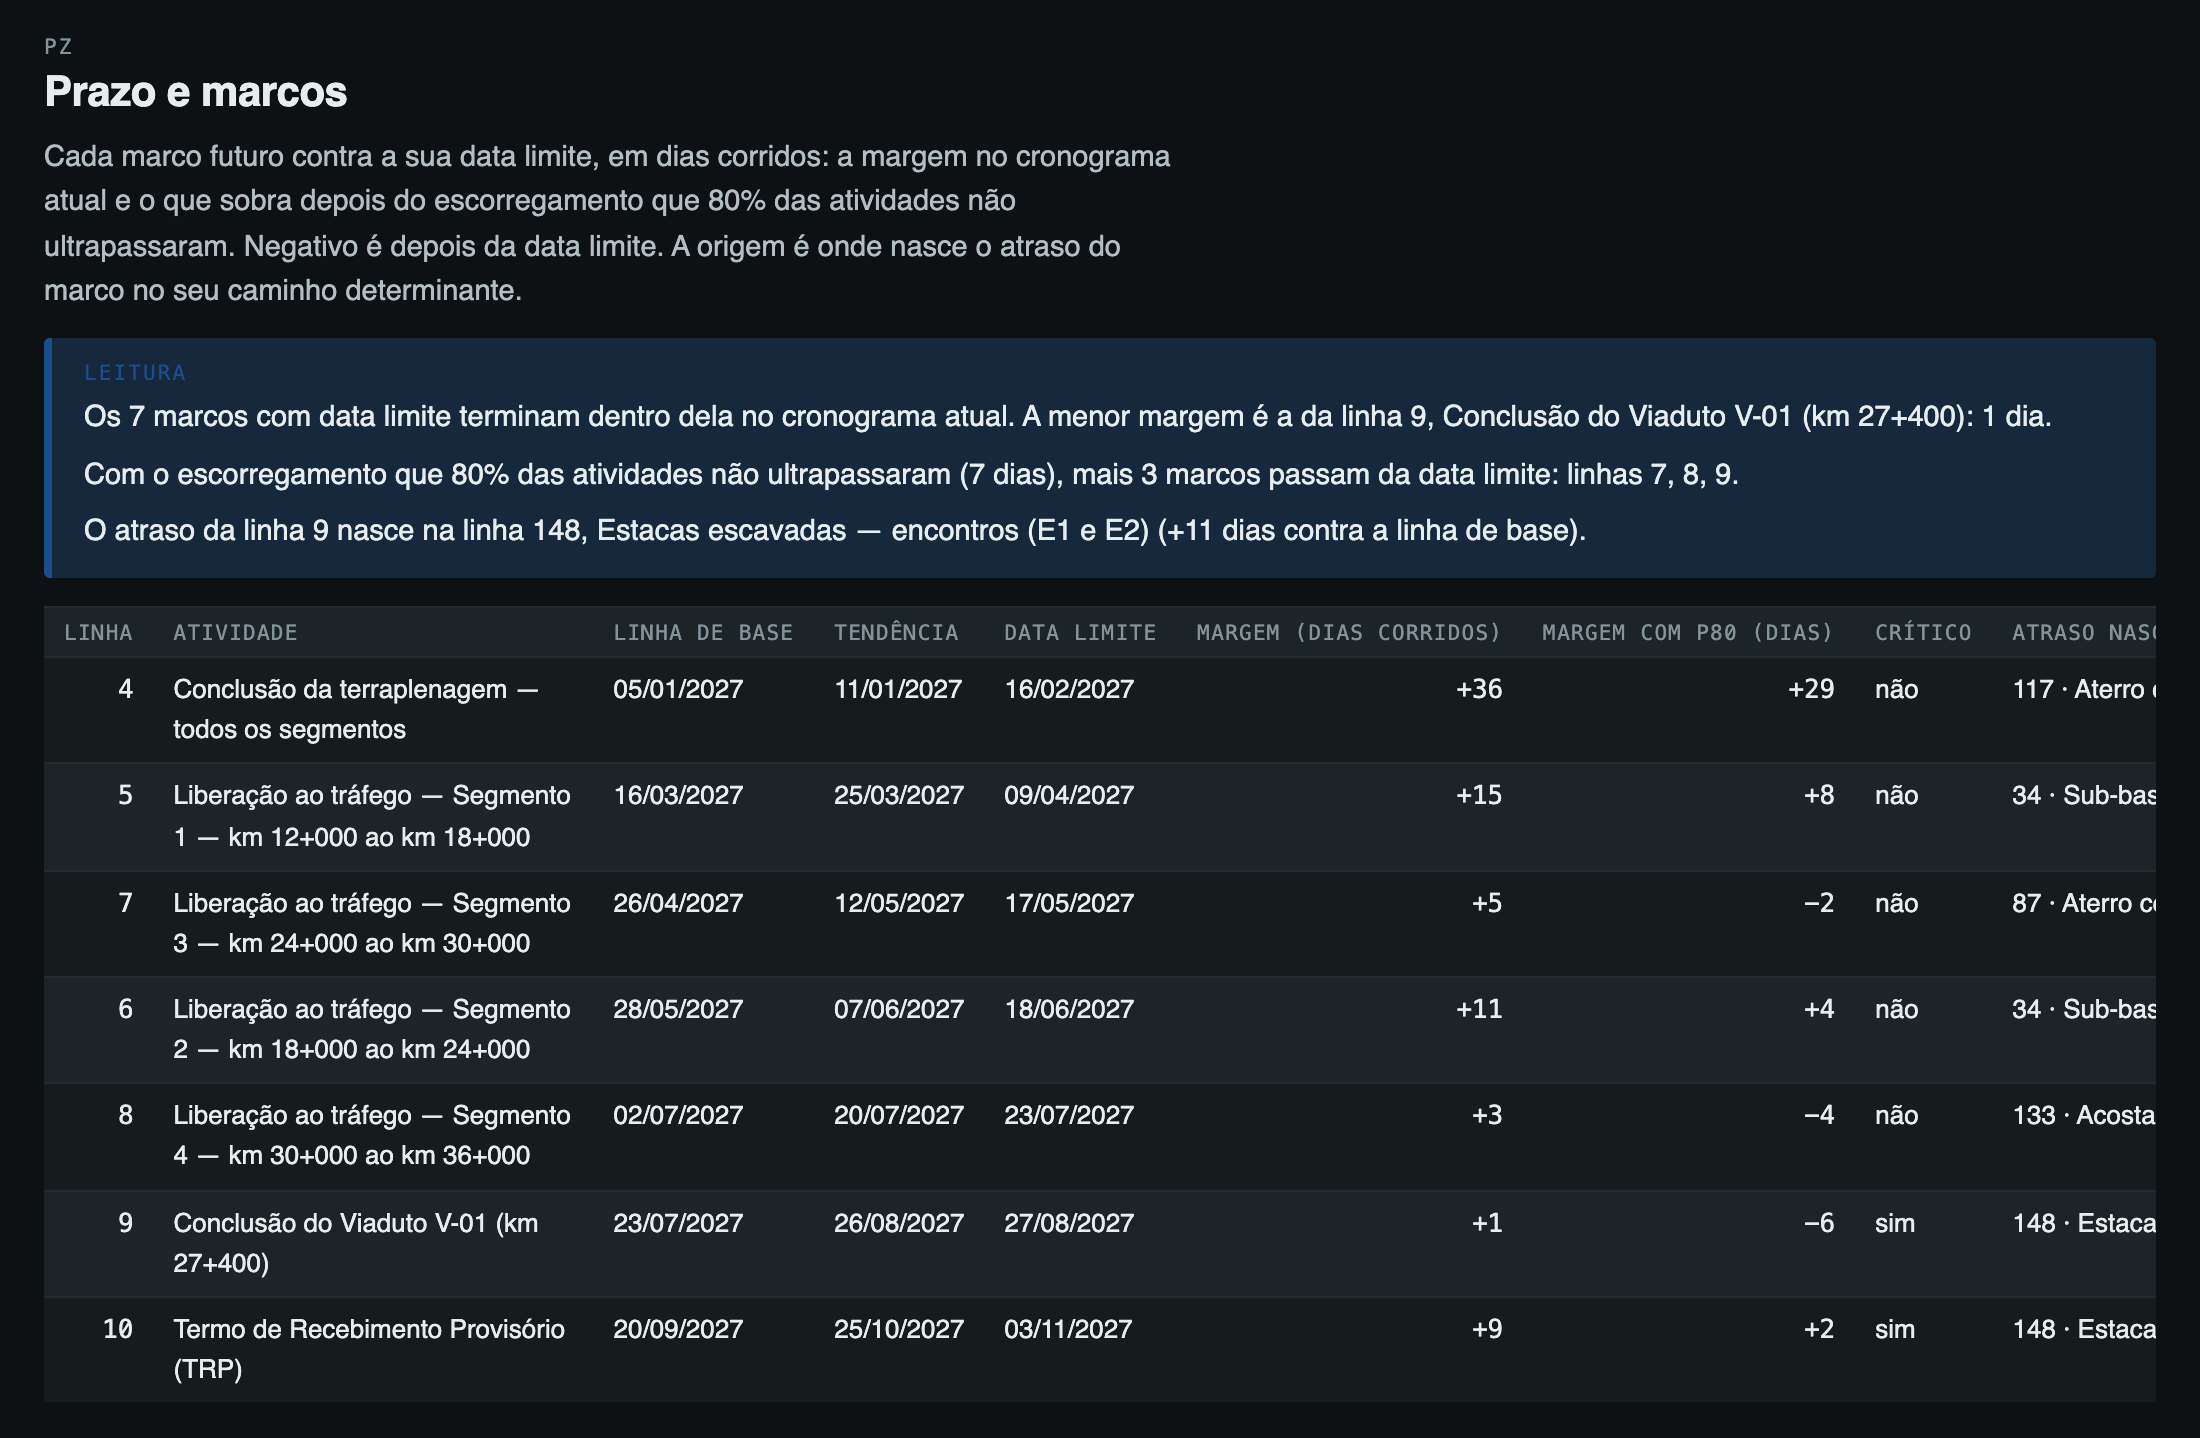 PZ
Prazo e marcos
Cada marco futuro contra a sua data limite, em dias corridos: a margem no cronograma
atual e o que sobra depois do escorregamento que 80% das atividades não
ultrapassaram. Negativo é depois da data limite. A origem é onde nasce o atraso do
marco no seu caminho determinante.
LEITURA
Os 7 marcos com data limite terminam dentro dela no cronograma atual. A menor margem é a da linha 9, Conclusão do Viaduto V-01 (km 27+400): 1 dia.
Com o escorregamento que 80% das atividades não ultrapassaram (7 dias), mais 3 marcos passam da data limite: linhas 7, 8, 9.
O atraso da linha 9 nasce na linha 148, Estacas escavadas — encontros (E1 e E2) (+11 dias contra a linha de base).
LINHA ATIVIDADE LINHA DE BASE TENDÊNCIA DATA LIMITE MARGEM (DIAS CORRIDOS) MARGEM COM P80 (DIAS) CRÍTICO ATRASO
4 Conclusão da terraplenagem — 05/01/2027 11/01/2027 16/02/2027 +36 +29 não 117 · Aterro
todos os segmentos
5 Liberação ao tráfego — Segmento 16/03/2027 25/03/2027 09/04/2027 +15 +8 não 34 · Sub-bas
1 — km 12+000 ao km 18+000
7 Liberação ao tráfego — Segmento 26/04/2027 12/05/2027 17/05/2027 +5 −2 não 87 · Aterro
3 — km 24+000 ao km 30+000
6 Liberação ao tráfego — Segmento 28/05/2027 07/06/2027 18/06/2027 +11 +4 não 34 · Sub-bas
2 — km 18+000 ao km 24+000
8 Liberação ao tráfego — Segmento 02/07/2027 20/07/2027 23/07/2027 +3 −4 não 133 · Acosta
4 — km 30+000 ao km 36+000
9 Conclusão do Viaduto V-01 (km 23/07/2027 26/08/2027 27/08/2027 +1 −6 sim 148 · Estaca
27+400)
10 Termo de Recebimento Provisório 20/09/2027 25/10/2027 03/11/2027 +9 +2 sim 148 · Estaca
(TRP)